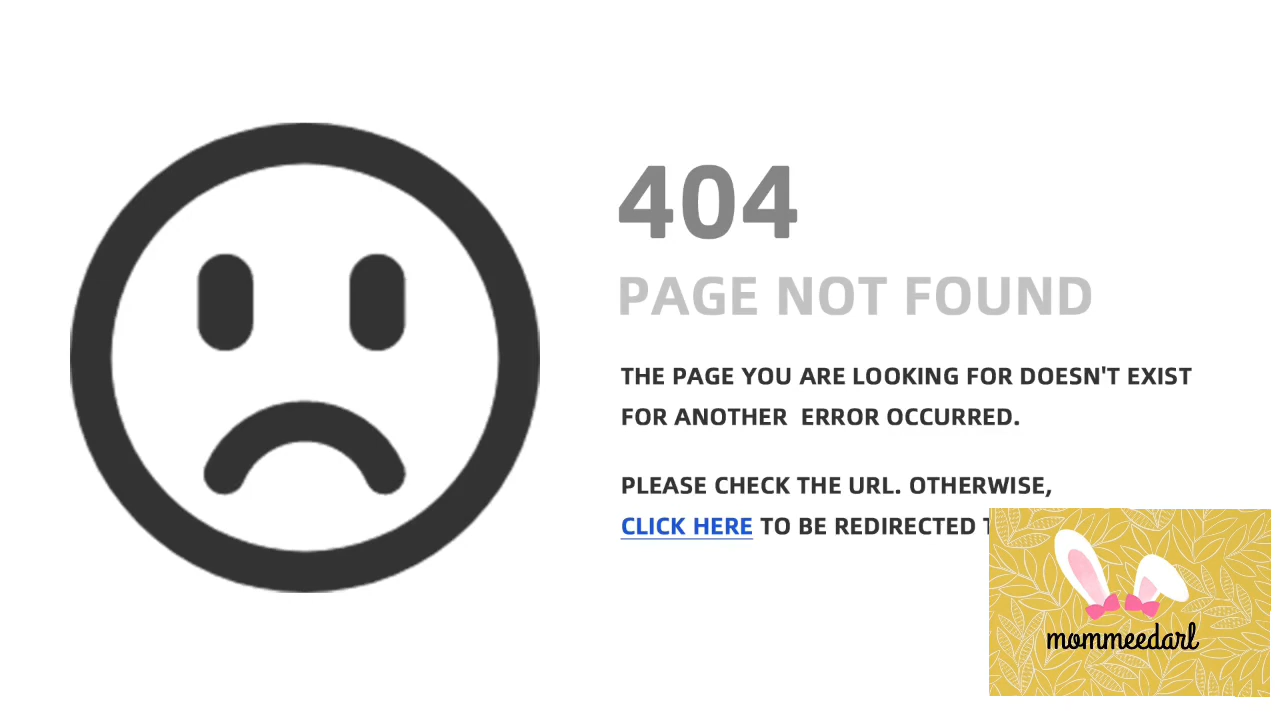 404
PAGE NOT FOUND
THE PAGE YOU ARE LOOKING FOR DOESN'T EXIST
FOR ANOTHER ERROR OCCURRED.
PLEASE CHECK THE URL. OTHERWISE,
CLICK HERE TO BE REDIRECTED
mommeedarl